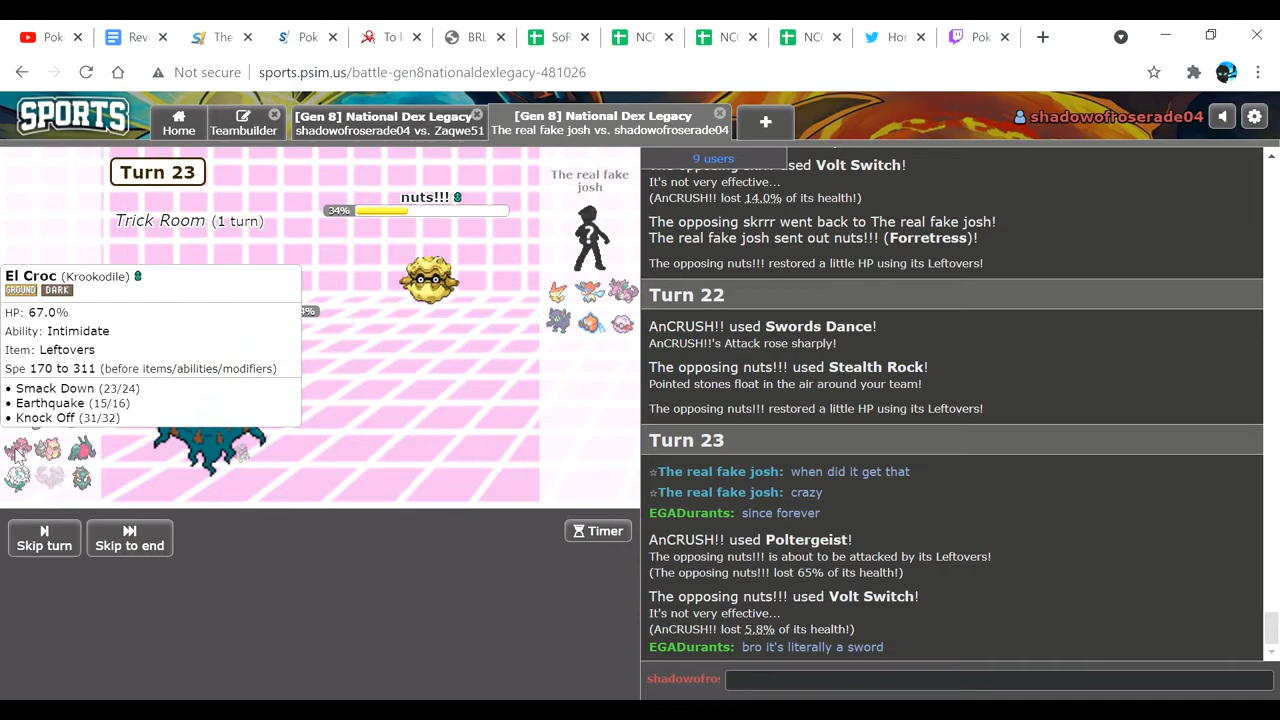 Pok
Rev
The
Pok
To l
BRL
SoR
NCC
NCC
NCC
Hor
Pok
Not secure
sports.psim.us/battle-gen8nationaldexlegacy-481026
SPORTS
Home
Teambuilder
[Gen 8] National Dex Legacy
shadowofroserade04 vs. Zaqwe51
[Gen 8] National Dex Legacy
The real fake josh vs. shadowofroserade04
shadowofroserade04
Turn 23
Trick Room (1 turn)
nuts!!!
34%
The real fake
josh
El Croc (Krookodile)
GROUND DARK
HP: 67.0%
Ability: Intimidate
Item: Leftovers
Spe 170 to 311 (before items/abilities/modifiers)
• Smack Down (23/24)
• Earthquake (15/16)
• Knock Off (31/32)
Skip turn
Skip to end
Timer
9 users
used Volt Switch!
It's not very effective...
(AnCRUSH!! lost 14.0% of its health!)
The opposing skrrr went back to The real fake josh!
The real fake josh sent out nuts!!! (Forretress)!
The opposing nuts!!! restored a little HP using its Leftovers!
Turn 22
AnCRUSH!! used Swords Dance!
AnCRUSH!!'s Attack rose sharply!
The opposing nuts!!! used Stealth Rock!
Pointed stones float in the air around your team!
The opposing nuts!!! restored a little HP using its Leftovers!
Turn 23
☆The real fake josh: when did it get that
☆The real fake josh: crazy
EGADurants: since forever
AnCRUSH!! used Poltergeist!
The opposing nuts!!! is about to be attacked by its Leftovers!
(The opposing nuts!!! lost 65% of its health!)
The opposing nuts!!! used Volt Switch!
It's not very effective...
(AnCRUSH!! lost 5.8% of its health!)
EGADurants: bro it's literally a sword
shadowofros: